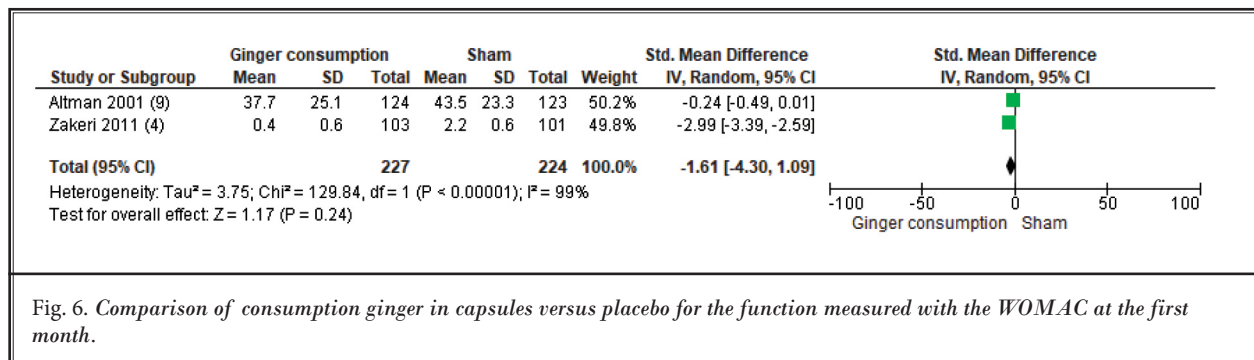 Ginger consumption Sham Std. Mean Difference Std. Mean Difference
Study or Subgroup Mean SD Total Mean SD Total Weight IV, Random, 95% CI IV, Random, 95% CI
Altman 2001 (9) 37.7 25.1 124 43.5 23.3 123 50.2% -0.24 [-0.49, 0.01]
Zakeri 2011 (4) 0.4 0.6 103 2.2 0.6 101 49.8% -2.99 [-3.39, -2.59]
Total (95% CI) 227 224 100.0% -1.61 [-4.30, 1.09]
Heterogeneity: Tau² = 3.75; Chi² = 129.84, df = 1 (P < 0.00001); I² = 99%
Test for overall effect: Z = 1.17 (P = 0.24)
-100 -50 0 50 100
Ginger consumption Sham
Fig. 6. Comparison of consumption ginger in capsules versus placebo for the function measured with the WOMAC at the first
month.